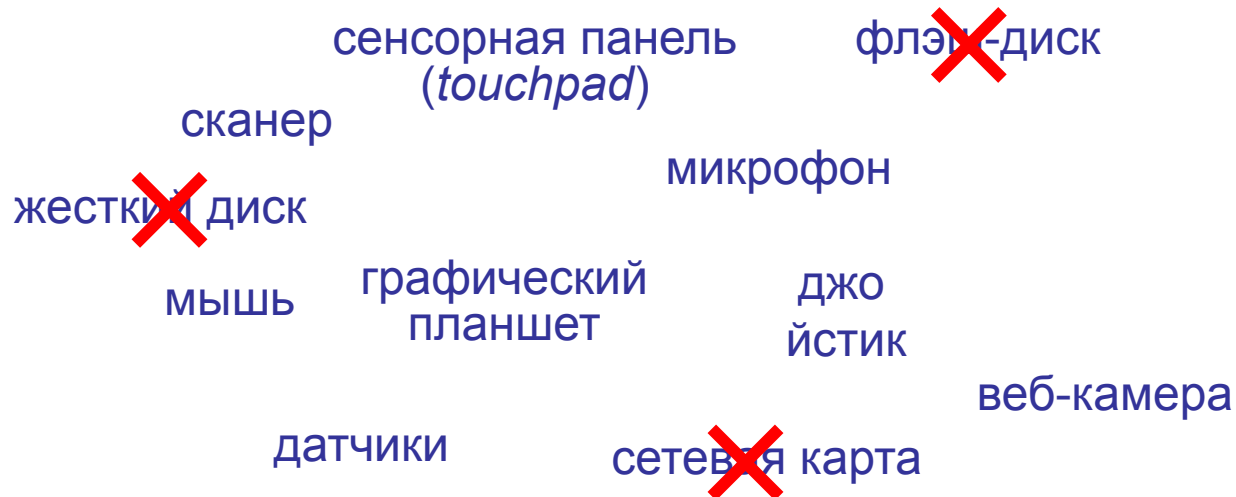 сенсорная панель
(touchpad)
флэш-диск
сканер
микрофон
жесткий диск
мышь
графический
планшет
джо
йстик
веб-камера
датчики
сетевая карта